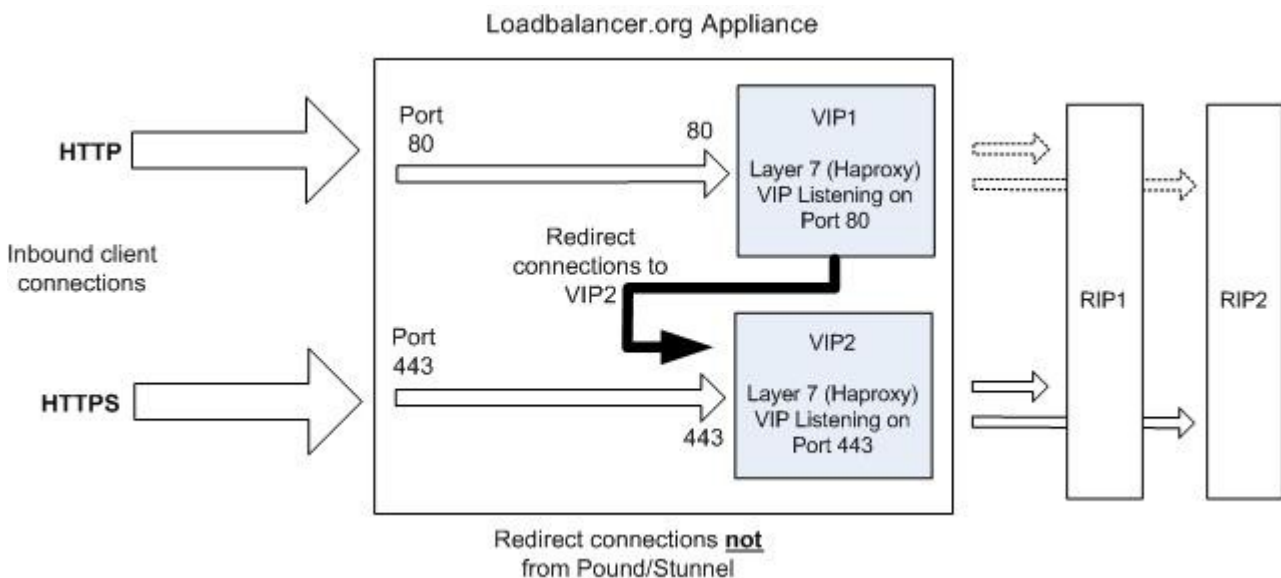 Loadbalancer.org Appliance
HTTP
Port
80
80
VIP1
Layer 7 (Haproxy)
VIP Listening on
Port 80
Inbound client
connections
Redirect
connections to
VIP2
RIP1
RIP2
HTTPS
Port
443
443
VIP2
Layer 7 (Haproxy)
VIP Listening on
Port 443
Redirect connections not
from Pound/Stunnel